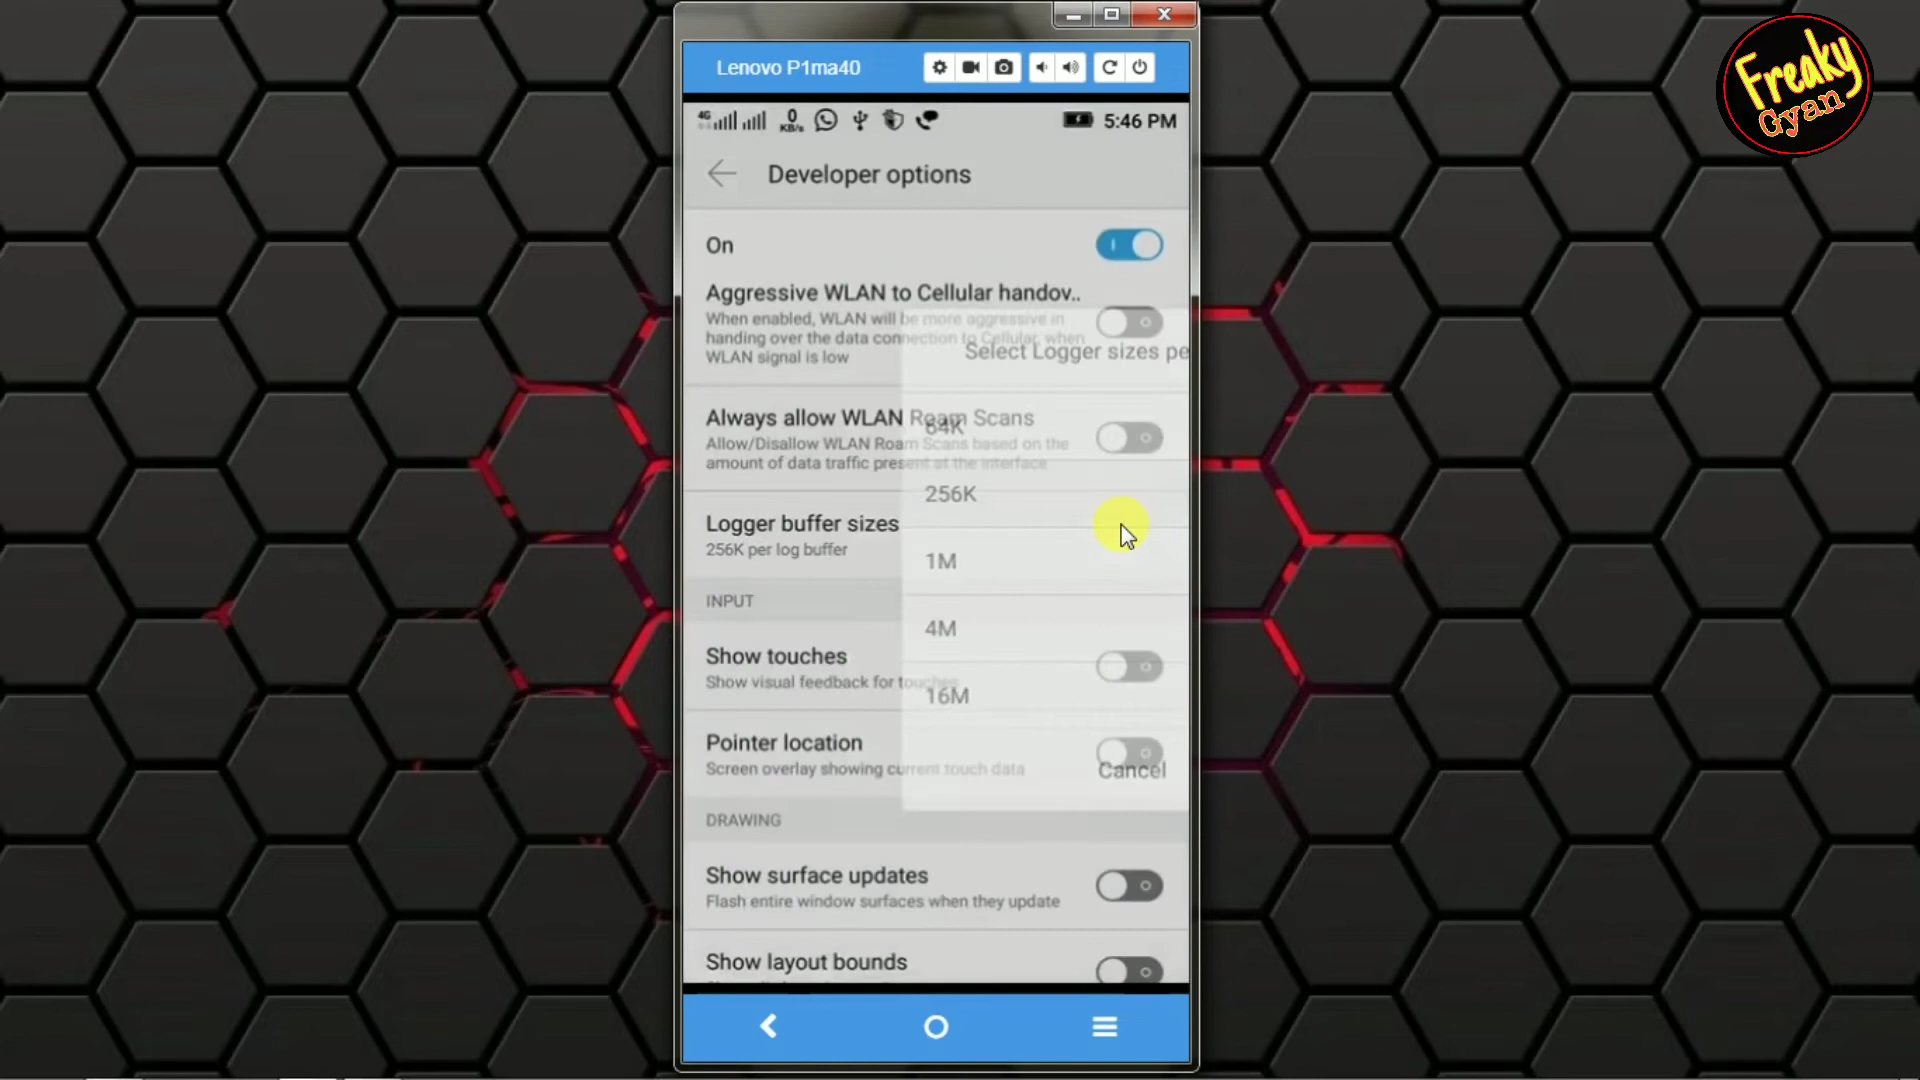 Lenovo P1ma40
4G
0
KB/s
5:46 PM
Freaky
Gyan
Developer options
On
Aggressive WLAN to Cellular handov..
When enabled, WLAN will be more aggressive in
handing over the data connection to Cellular, when
WLAN signal is low
Select Logger sizes pe
Always allow WLAN Roam Scans
64K
Allow/Disallow WLAN Roam Scans based on the
amount of data traffic present at the interface
256K
Logger buffer sizes
256K per log buffer
1M
INPUT
4M
Show touches
Show visual feedback for touches
16M
Pointer location
Screen overlay showing current touch data
Cancel
DRAWING
Show surface updates
Flash entire window surfaces when they update
Show layout bounds